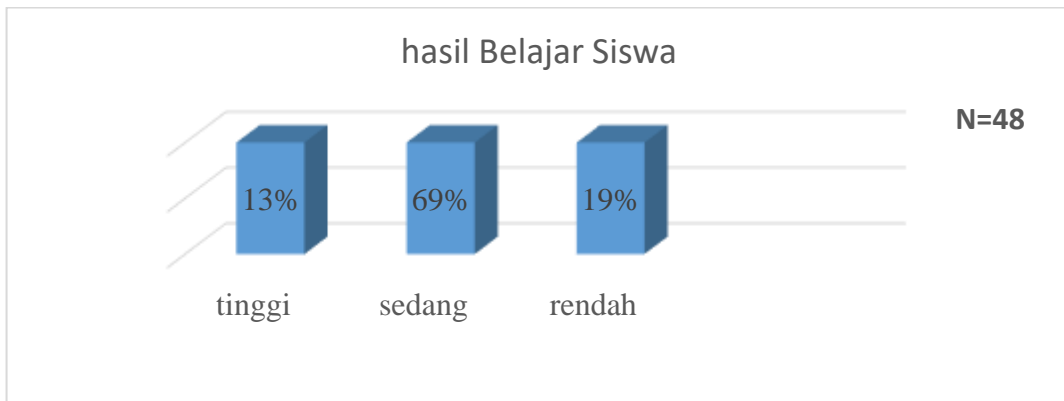 hasil Belajar Siswa
N=48
13%
69%
19%
tinggi
sedang
rendah